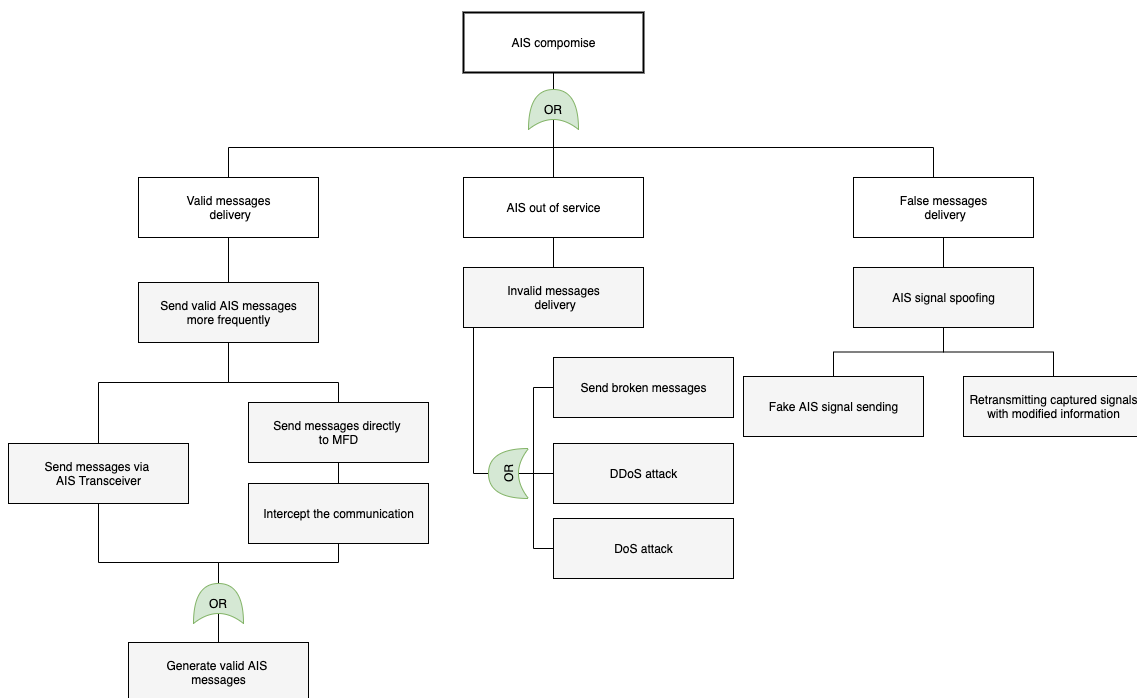 AIS compomise
OR
Valid messages
delivery
AIS out of service
False messages
delivery
Send valid AIS messages
more frequently
Invalid messages
delivery
AIS signal spoofing
Send messages via
AIS Transceiver
Send messages directly
to MFD
Intercept the communication
OR
Generate valid AIS
messages
OR
Send broken messages
DDoS attack
DoS attack
Fake AIS signal sending
Retransmitting captured signals
with modified information